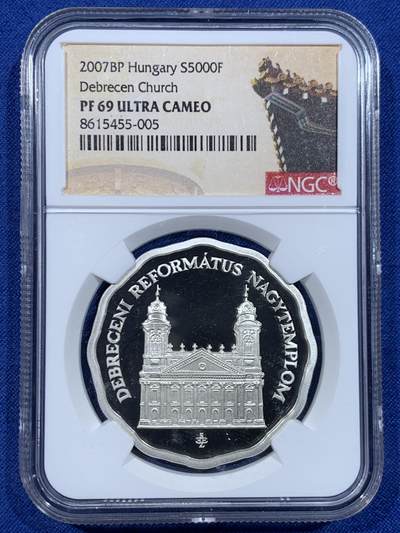 2007BP Hungary S5000F
Debrecen Church
PF 69 ULTRA CAMEO
8615455-005
NGC®
DEBRECENI REFORMÁTUS NAGYTEMPLOM